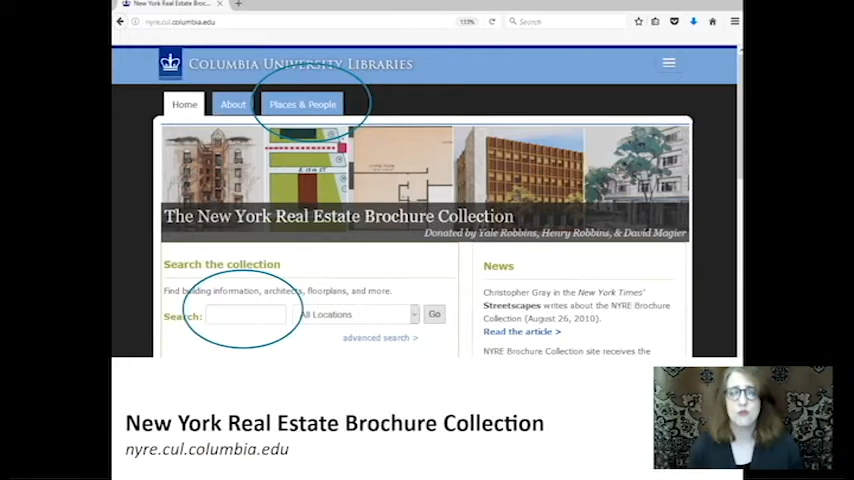 New York Real Estate Broc...
nyre.cul.columbia.edu
133%
Search
COLUMBIA UNIVERSITY LIBRARIES
Home
About
Places & People
E. 15TH ST
The New York Real Estate Brochure Collection
Donated by Yale Robbins, Henry Robbins, & David Magier
Search the collection
Find building information, architects, floorplans, and more.
Search:
All Locations
Go
advanced search >
News
Christopher Gray in the New York Times'
Streetscapes writes about the NYRE Brochure
Collection (August 26, 2010).
Read the article >
NYRE Brochure Collection site receives the
New York Real Estate Brochure Collection
nyre.cul.columbia.edu